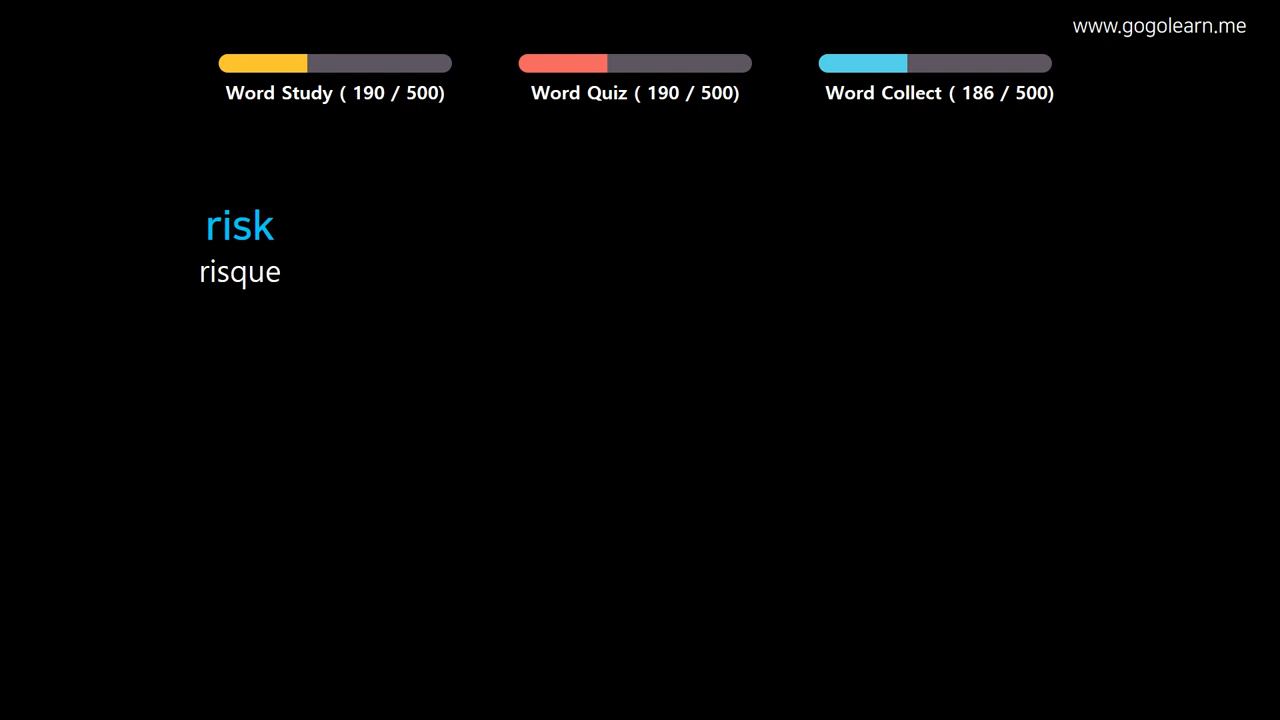 www.gogolearn.me
Word Study ( 190 / 500)
Word Quiz ( 190 / 500)
Word Collect ( 186 / 500)
risk
risque